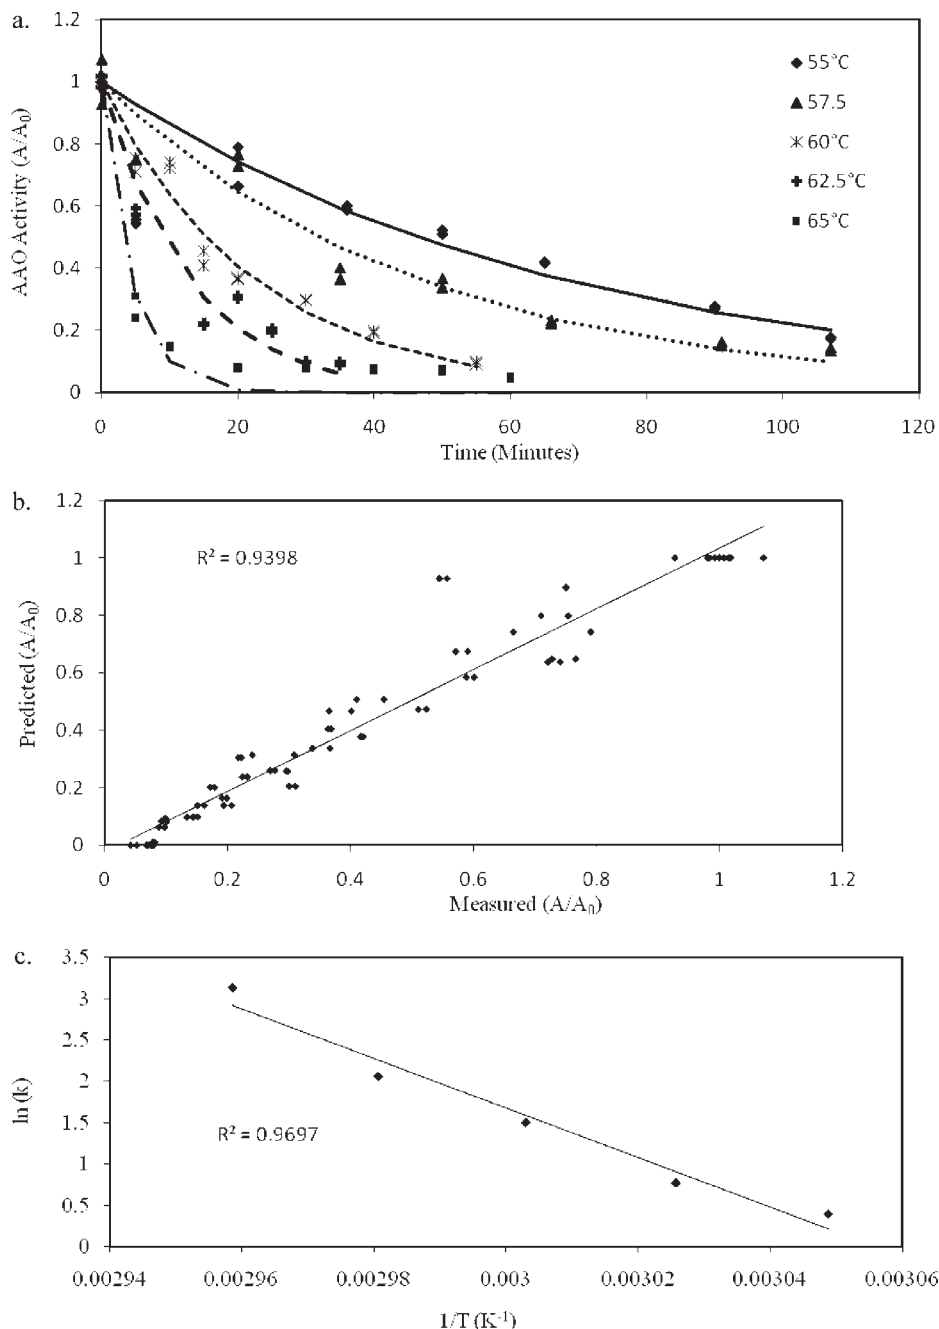 a.
1.2
1
0.8
0.6
0.4
0.2
0
AAO Activity (A/A₀)
55°C
57.5
60°C
62.5°C
65°C
0 20 40 60 80 100 120
Time (Minutes)
b.
1.2
1
0.8
0.6
0.4
0.2
0
Predicted (A/A₀)
R² = 0.9398
0 0.2 0.4 0.6 0.8 1 1.2
Measured (A/A₀)
c.
3.5
3
2.5
2
1.5
1
0.5
0
ln (k)
R² = 0.9697
0.00294 0.00296 0.00298 0.003 0.00302 0.00304 0.00306
1/T (K⁻¹)